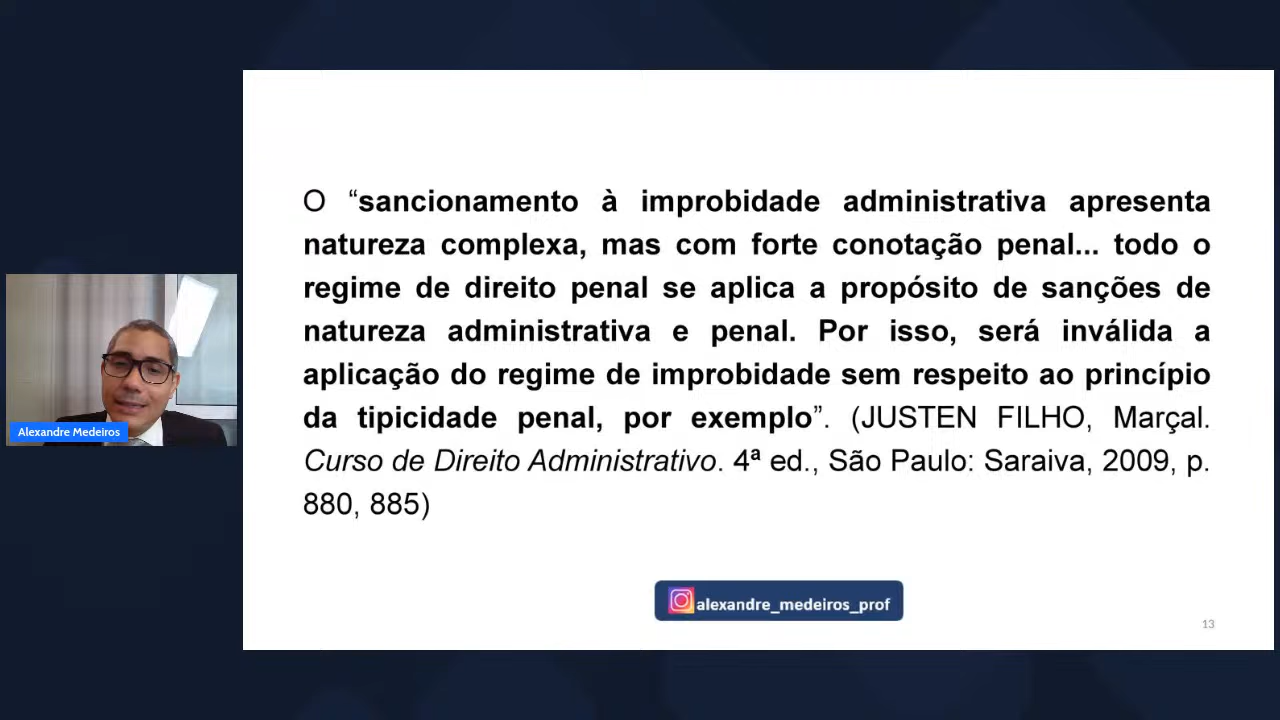 O “sancionamento à improbidade administrativa apresenta
natureza complexa, mas com forte conotação penal... todo o
regime de direito penal se aplica a propósito de sanções de
natureza administrativa e penal. Por isso, será inválida a
aplicação do regime de improbidade sem respeito ao princípio
da tipicidade penal, por exemplo”. (JUSTEN FILHO, Marçal.
Curso de Direito Administrativo. 4ª ed., São Paulo: Saraiva, 2009, p.
880, 885)
Alexandre Medeiros
alexandre_medeiros_prof
13